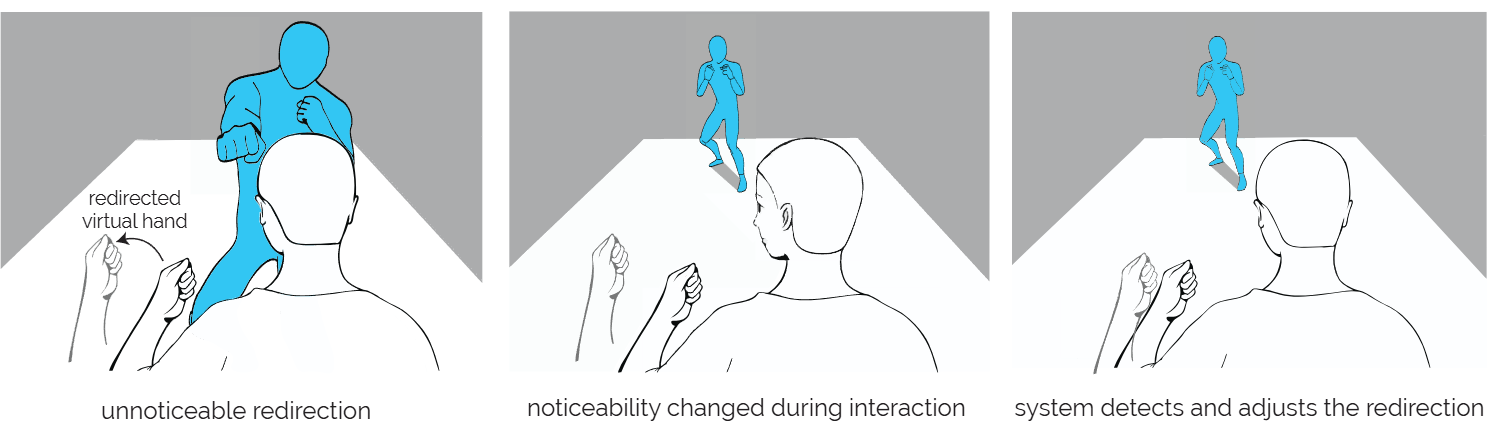 redirected
virtual hand
unnoticeable redirection
noticeability changed during interaction
system detects and adjusts the redirection